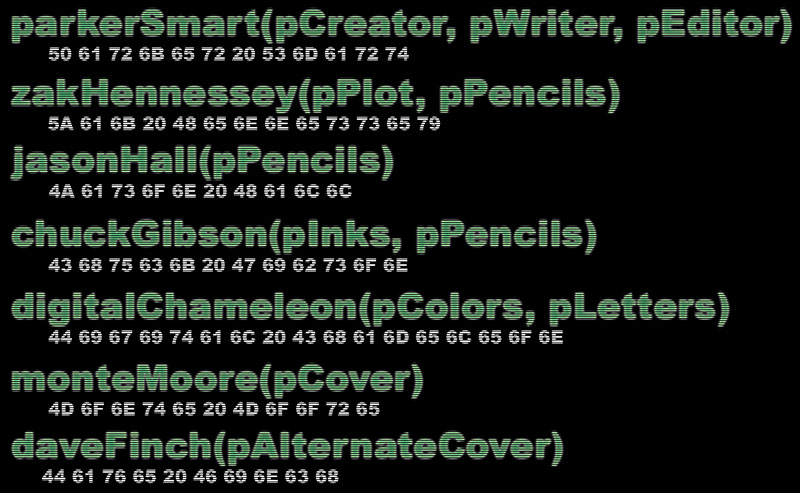 parkerSmart(pCreator, pWriter, pEditor)
50 61 72 6B 65 72 20 53 6D 61 72 74
zakHennessey(pPlot, pPencils)
5A 61 6B 20 48 65 6E 6E 65 73 73 65 79
jasonHall(pPencils)
4A 61 73 6F 6E 20 48 61 6C 6C
chuckGibson(pInks, pPencils)
43 68 75 63 6B 20 47 69 62 73 6F 6E
digitalChameleon(pColors, pLetters)
44 69 67 69 74 61 6C 20 43 68 61 6D 65 6C 65 6F 6E
monteMoore(pCover)
4D 6F 6E 74 65 20 4D 6F 6F 72 65
daveFinch(pAlternateCover)
44 61 76 65 20 46 69 6E 63 68